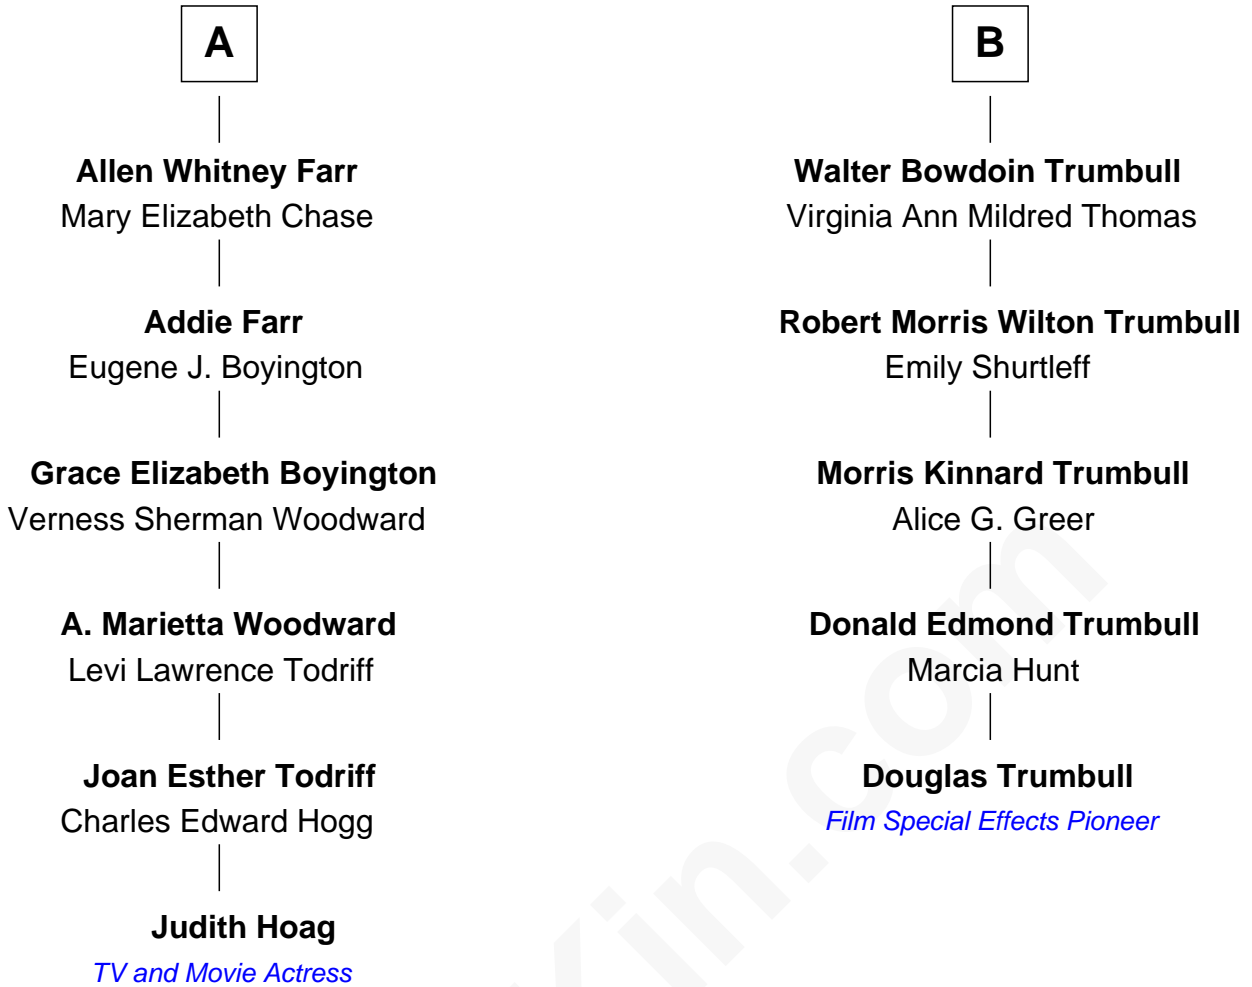 A
Allen Whitney Farr
Mary Elizabeth Chase
Addie Farr
Eugene J. Boyington
Grace Elizabeth Boyington
Verness Sherman Woodward
A. Marietta Woodward
Levi Lawrence Todriff
Joan Esther Todriff
Charles Edward Hogg
Judith Hoag
TV and Movie Actress
B
Walter Bowdoin Trumbull
Virginia Ann Mildred Thomas
Robert Morris Wilton Trumbull
Emily Shurtleff
Morris Kinnard Trumbull
Alice G. Greer
Donald Edmond Trumbull
Marcia Hunt
Douglas Trumbull
Film Special Effects Pioneer
Kin.com